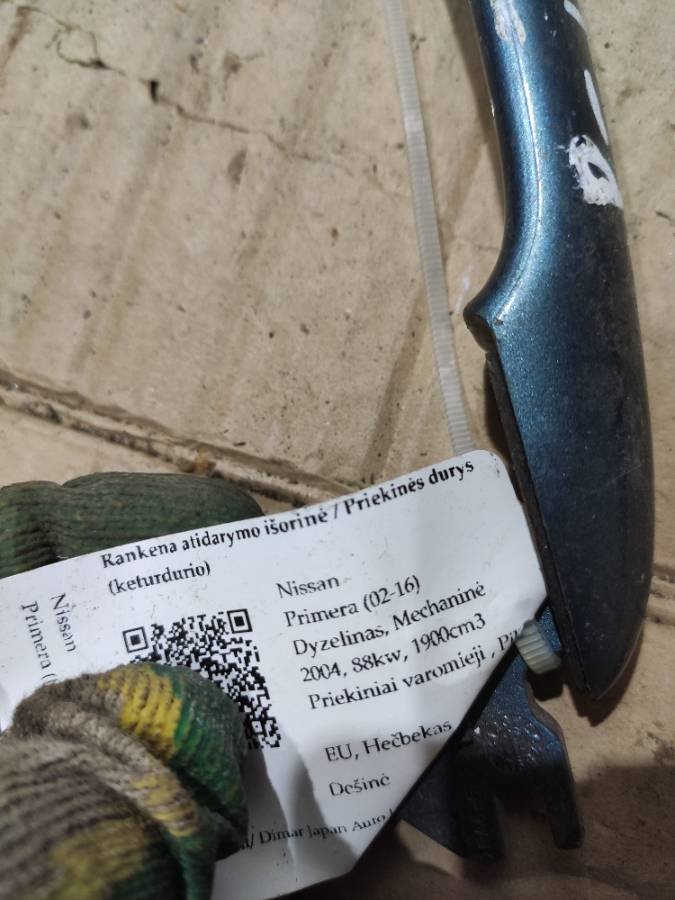 Rankena atidarymo išorinė / Priekinės durys
(keturdurio)
Nissan
Primera (02-16)
Dyzelinas, Mechaninė
2004, 88kw, 1900cm3
Priekiniai varomieji ,
EU, Hečbekas
Dešinė
/ Dimar Japan Auto
Nissan
Primera (